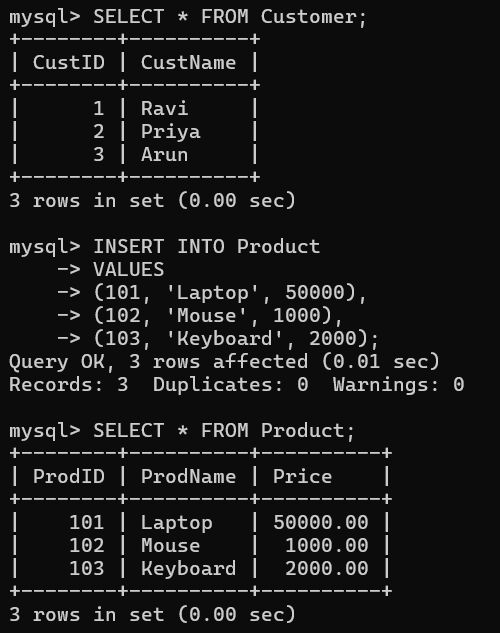 mysql> SELECT * FROM Customer;
+--------+----------+
| CustID | CustName |
+--------+----------+
|      1 | Ravi     |
|      2 | Priya    |
|      3 | Arun     |
+--------+----------+
3 rows in set (0.00 sec)

mysql> INSERT INTO Product
    -> VALUES
    -> (101, 'Laptop', 50000),
    -> (102, 'Mouse', 1000),
    -> (103, 'Keyboard', 2000);
Query OK, 3 rows affected (0.01 sec)
Records: 3  Duplicates: 0  Warnings: 0

mysql> SELECT * FROM Product;
+--------+----------+----------+
| ProdID | ProdName | Price    |
+--------+----------+----------+
|    101 | Laptop   | 50000.00 |
|    102 | Mouse    |  1000.00 |
|    103 | Keyboard |  2000.00 |
+--------+----------+----------+
3 rows in set (0.00 sec)